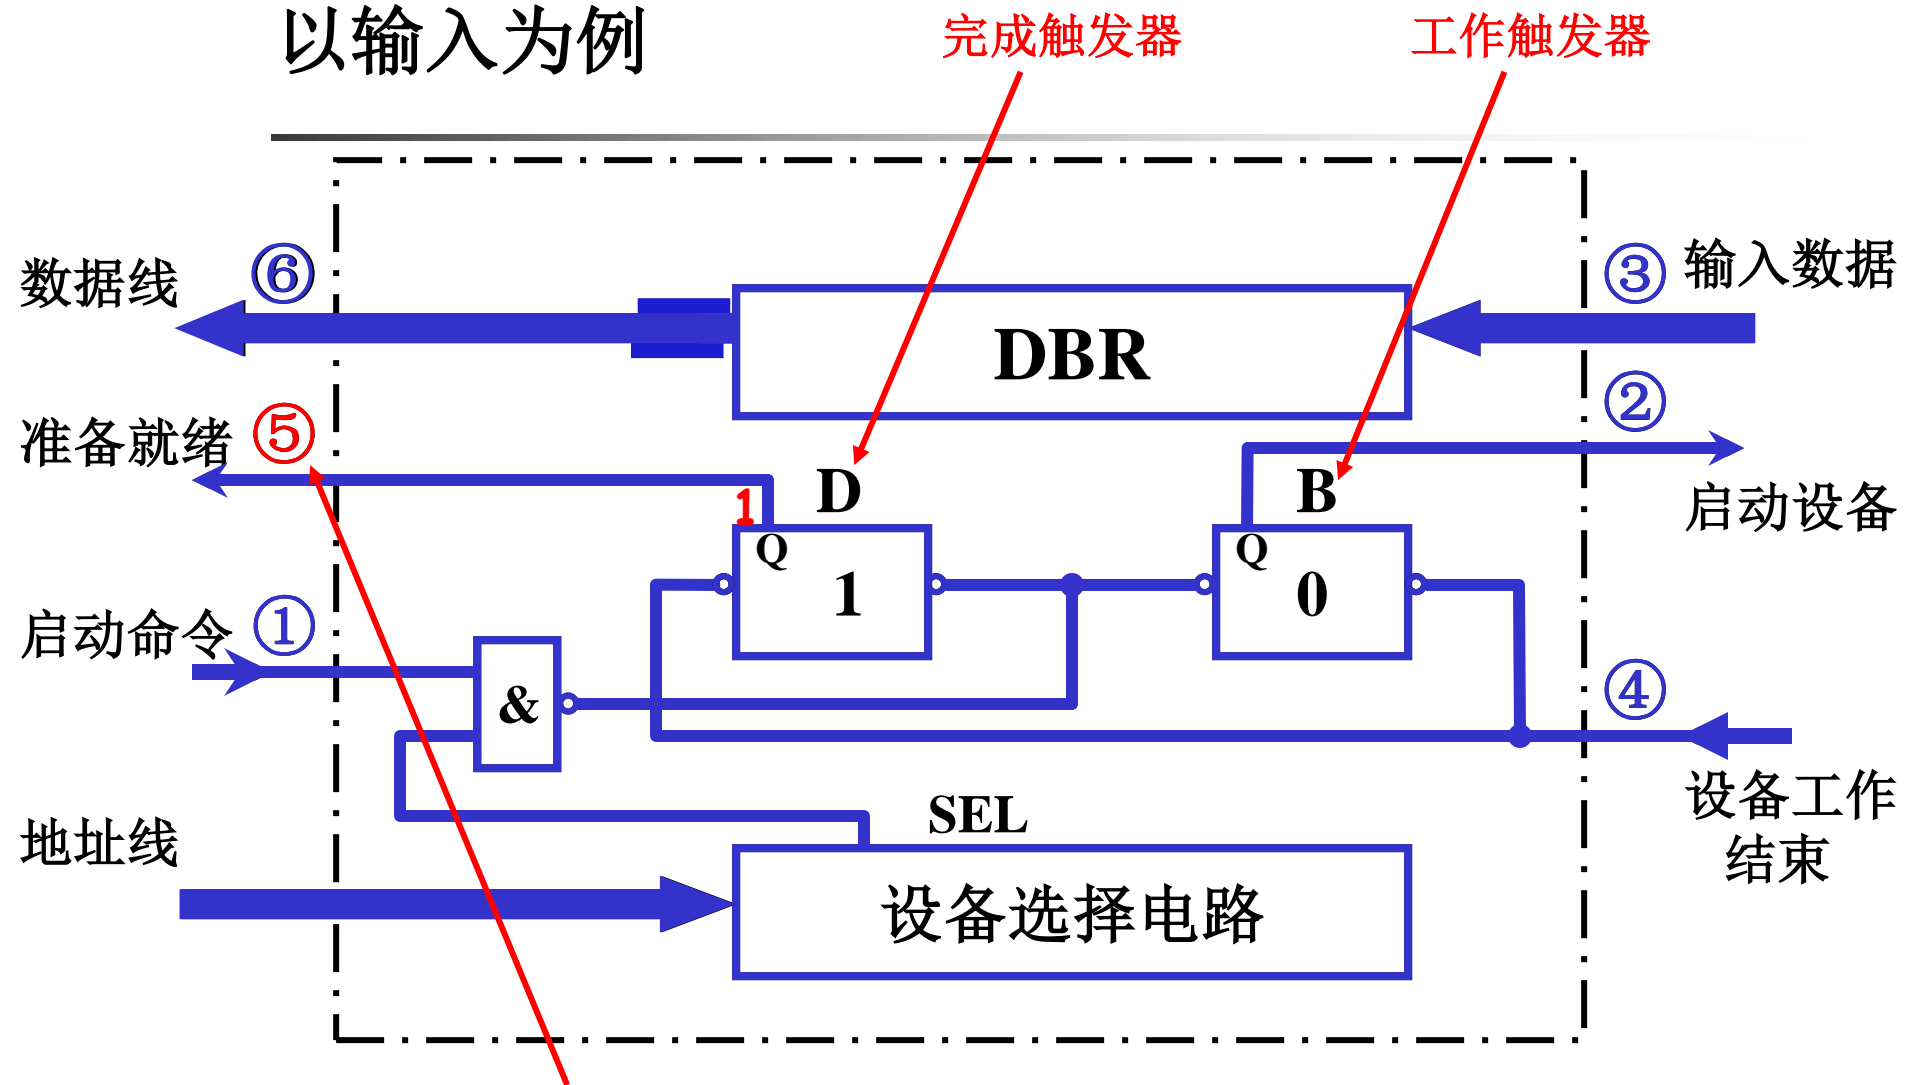 以输入为例
完成触发器
工作触发器
数据线
⑥
③
输入数据
DBR
②
准备就绪
⑤
启动设备
1
D
B
Q
1
Q
0
启动命令
①
&
④
设备工作
结束
SEL
地址线
设备选择电路